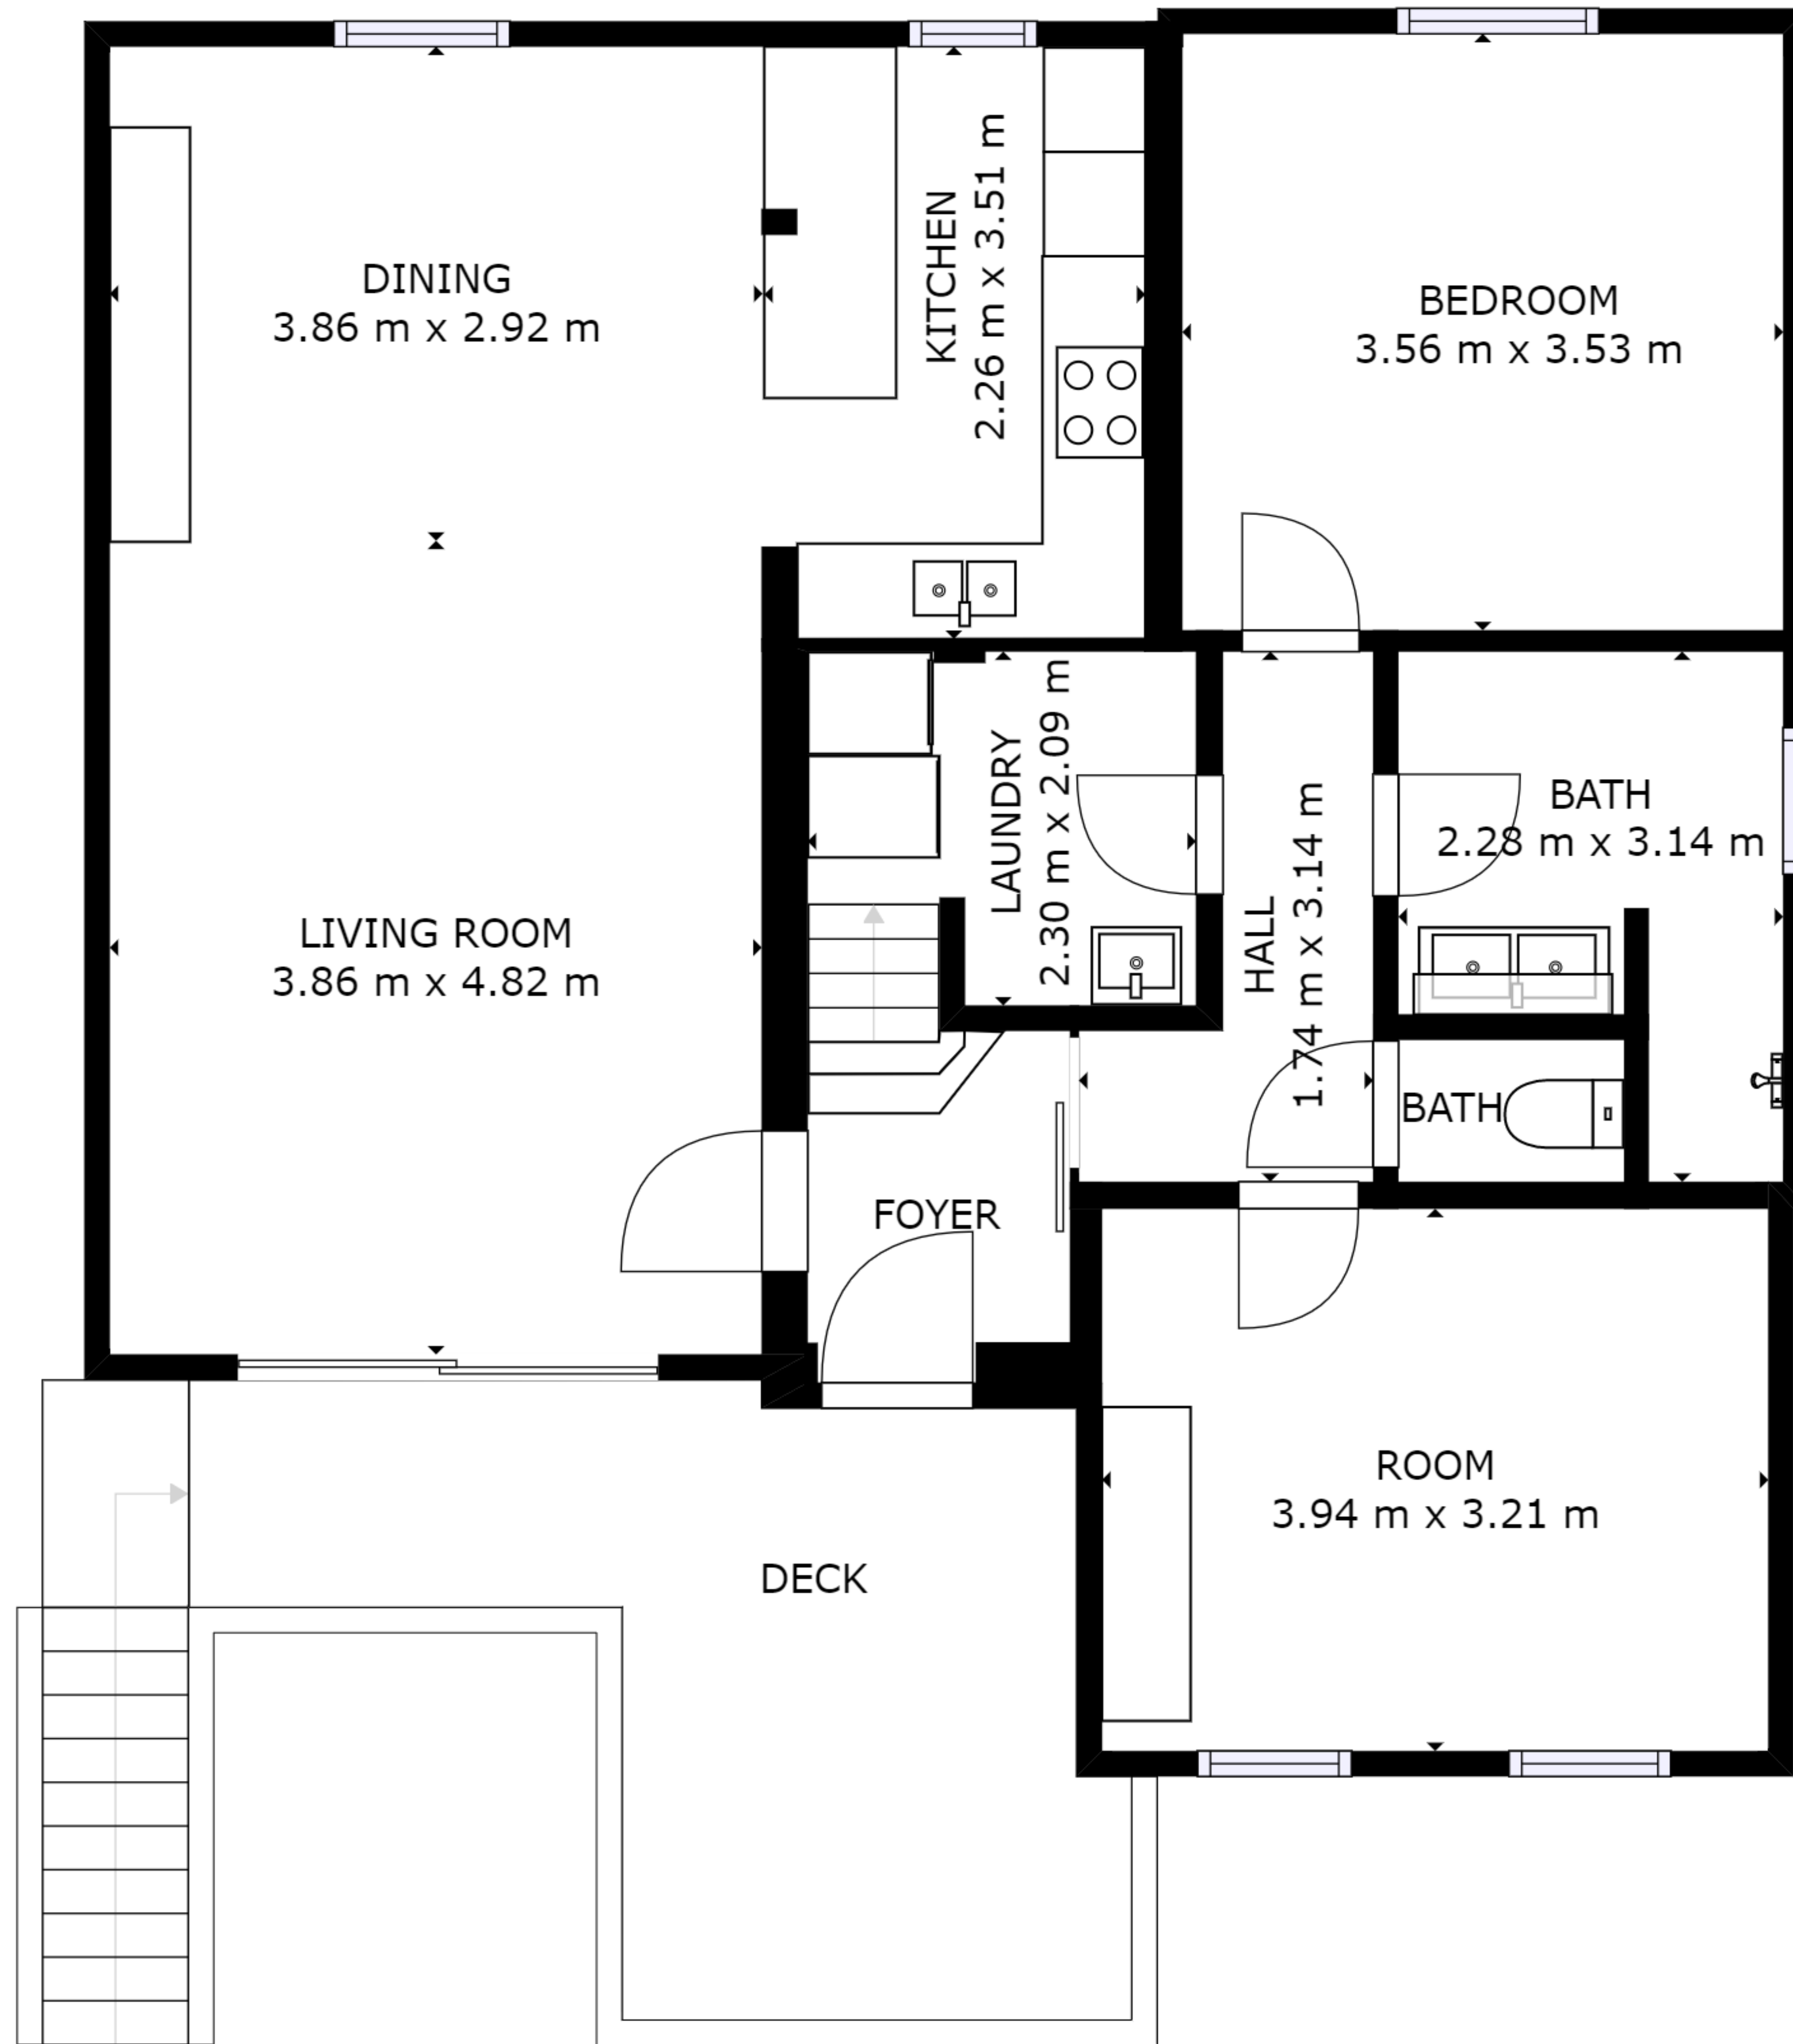 DINING
3.86 m x 2.92 m
KITCHEN
2.26 m x 3.51 m
BEDROOM
3.56 m x 3.53 m
LAUNDRY
2.30 m x 2.09 m
BATH
2.28 m x 3.14 m
LIVING ROOM
3.86 m x 4.82 m
HALL
1.74 m x 3.14 m
BATH
FOYER
ROOM
3.94 m x 3.21 m
DECK